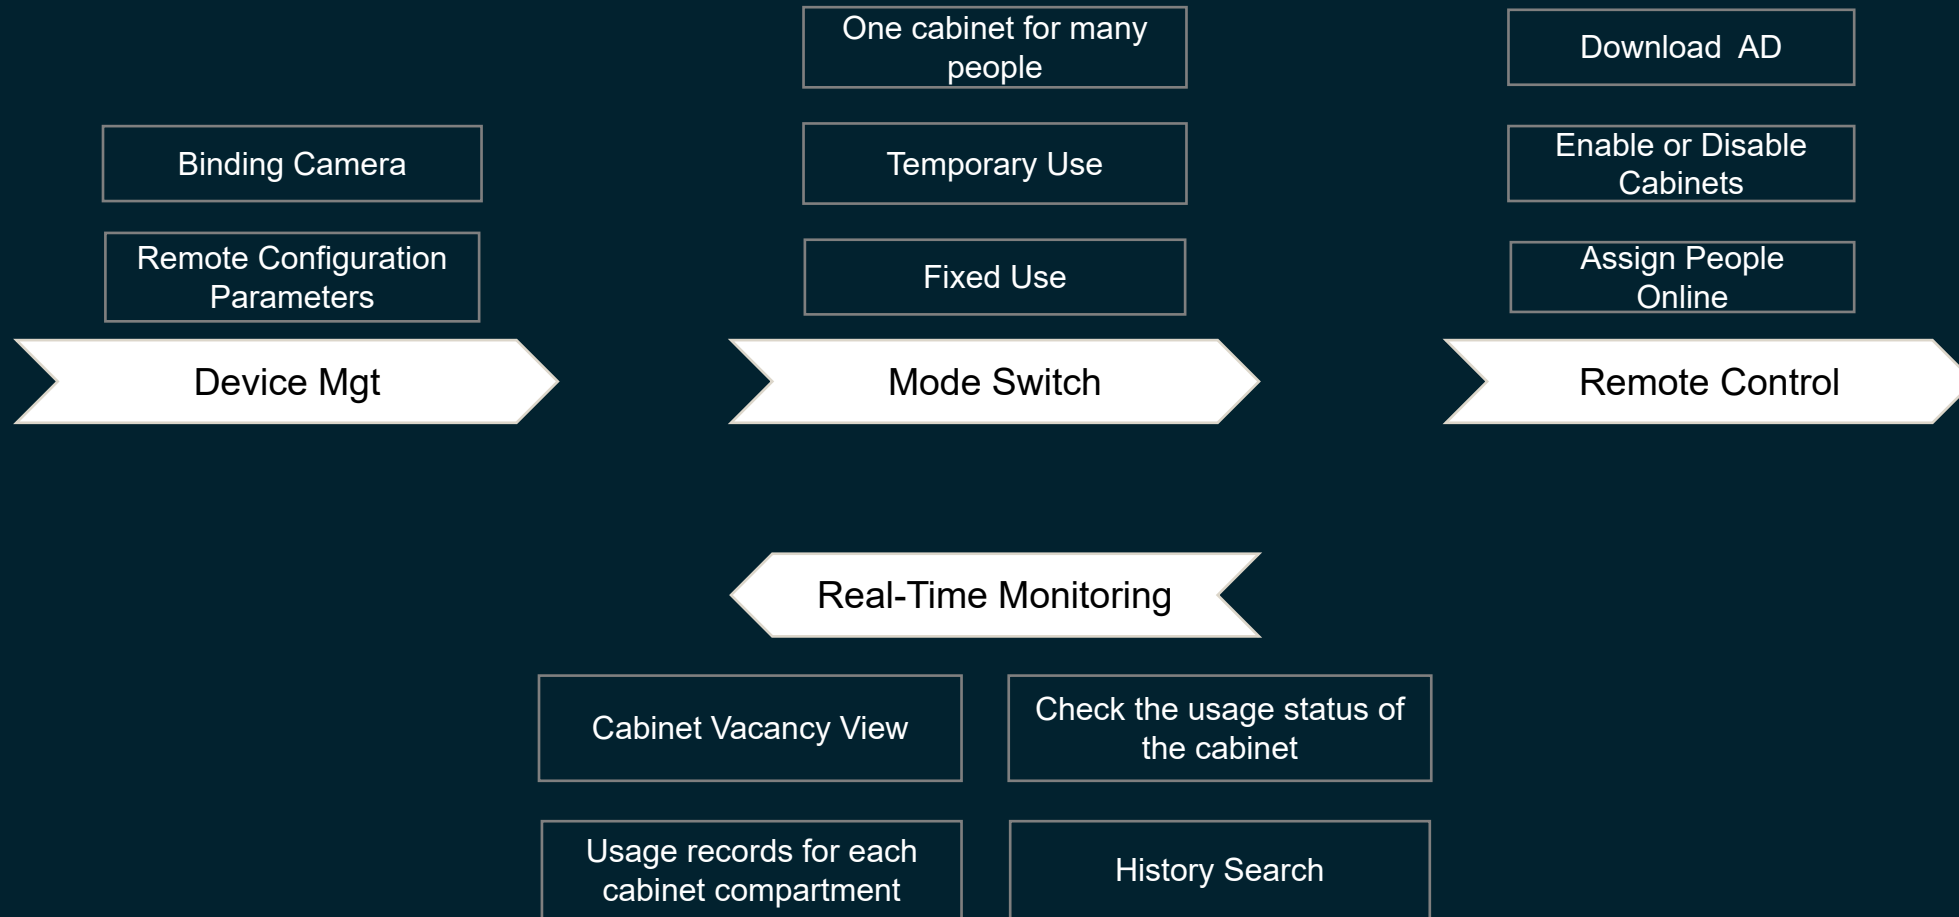 One cabinet for many
people
Download  AD
Binding Camera
Temporary Use
Enable or Disable
Cabinets
Remote Configuration
Parameters
Fixed Use
Assign People
Online
Device Mgt
Mode Switch
Remote Control
Real-Time Monitoring
Cabinet Vacancy View
Check the usage status of
the cabinet
Usage records for each
cabinet compartment
History Search